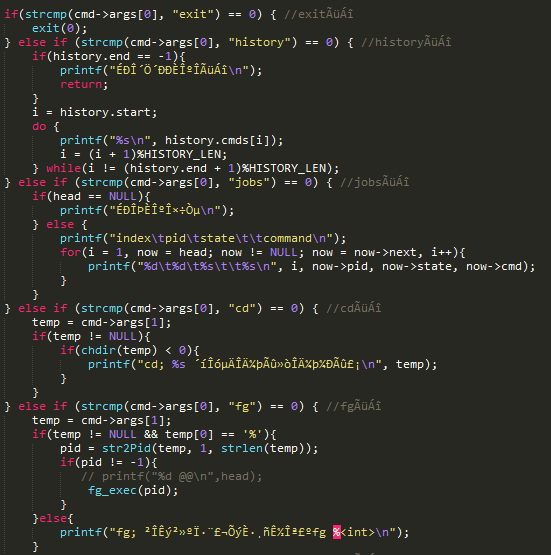 if(strcmp(cmd->args[0], "exit") == 0) { //exitÃüÁî
exit(0);
} else if (strcmp(cmd->args[0], "history") == 0) { //historyÃüÁî
if(history.end == -1){
printf("ÉÐÎ´Ö´ÐÐÈÎºÎÃüÁî\n");
return;
}
i = history.start;
do {
printf("%s\n", history.cmds[i]);
i = (i + 1)%HISTORY_LEN;
} while(i != (history.end + 1)%HISTORY_LEN);
} else if (strcmp(cmd->args[0], "jobs") == 0) { //jobsÃüÁî
if(head == NULL){
printf("ÉÐÎÞÈÎºÎ×÷Òµ\n");
} else {
printf("index\tpid\tstate\t\tcommand\n");
for(i = 1, now = head; now != NULL; now = now->next, i++){
printf("%d\t%d\t%s\t\t%s\n", i, now->pid, now->state, now->cmd);
}
}
} else if (strcmp(cmd->args[0], "cd") == 0) { //cdÃüÁî
temp = cmd->args[1];
if(temp != NULL){
if(chdir(temp) < 0){
printf("cd; %s ´íÎóµÄÎÄ¼þÃû»òÎÄ¼þ¼ÐÃû£¡\n", temp);
}
}
} else if (strcmp(cmd->args[0], "fg") == 0) { //fgÃüÁî
temp = cmd->args[1];
if(temp != NULL && temp[0] == '%'){
pid = str2Pid(temp, 1, strlen(temp));
if(pid != -1){
// printf("%d @@\n",head);
fg_exec(pid);
}
}else{
printf("fg; ²ÎÊý²»ºÏ·¨£¬ÕýÈ·¸ñÊ½Îª£ºfg %<int>\n");
}